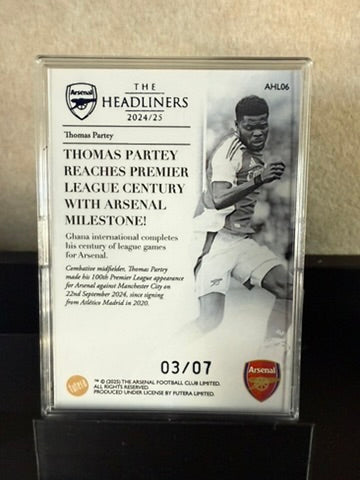 Arsenal
THE
HEADLINERS
2024/25
AHL06
Thomas Partey
THOMAS PARTEY
REACHES PREMIER
LEAGUE CENTURY
WITH ARSENAL
MILESTONE!
Ghana international completes
his century of league games
for Arsenal.
Combative midfielder, Thomas Partey
made his 100th Premier League appearance
for Arsenal against Manchester City on
22nd September 2024, since signing
from Atlético Madrid in 2020.
03/07
Arsenal
futera
™ © (2025) THE ARSENAL FOOTBALL CLUB LIMITED.
ALL RIGHTS RESERVED.
PRODUCED UNDER LICENSE BY FUTERA LIMITED.